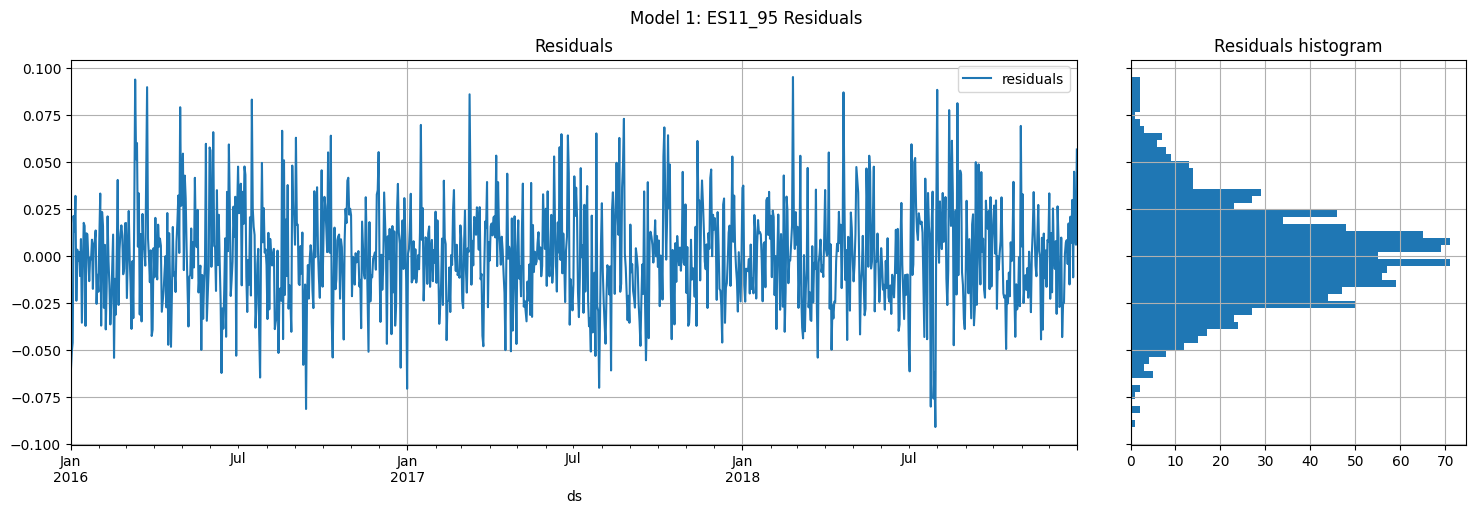 Model 1: ES11_95 Residuals
Residuals
Residuals histogram
residuals
0.100
0.075
0.050
0.025
0.000
−0.025
−0.050
−0.075
−0.100
Jan
2016
Jul
Jan
2017
Jul
Jan
2018
Jul
ds
0 10 20 30 40 50 60 70